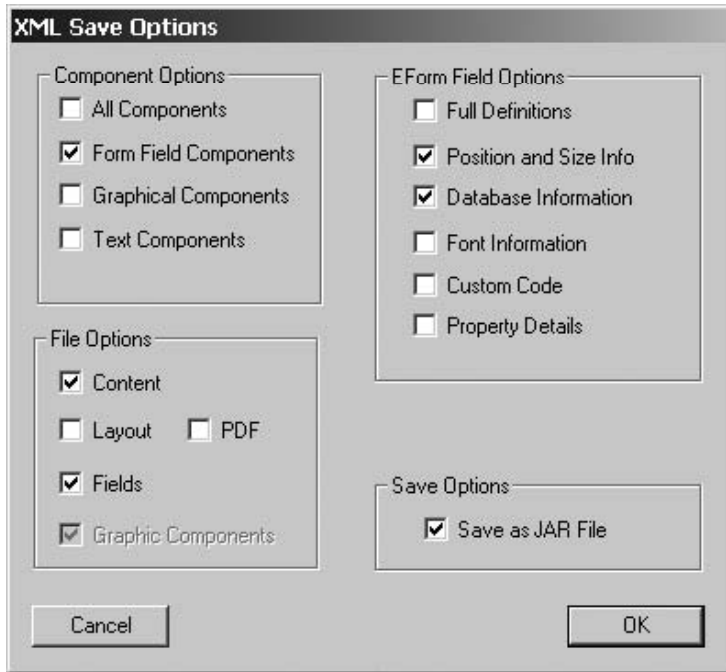 XML Save Options
Component Options
All Components
Form Field Components
Graphical Components
Text Components
EForm Field Options
Full Definitions
Position and Size Info
Database Information
Font Information
Custom Code
Property Details
File Options
Content
Layout PDF
Fields
Graphic Components
Save Options
Save as JAR File
Cancel
OK